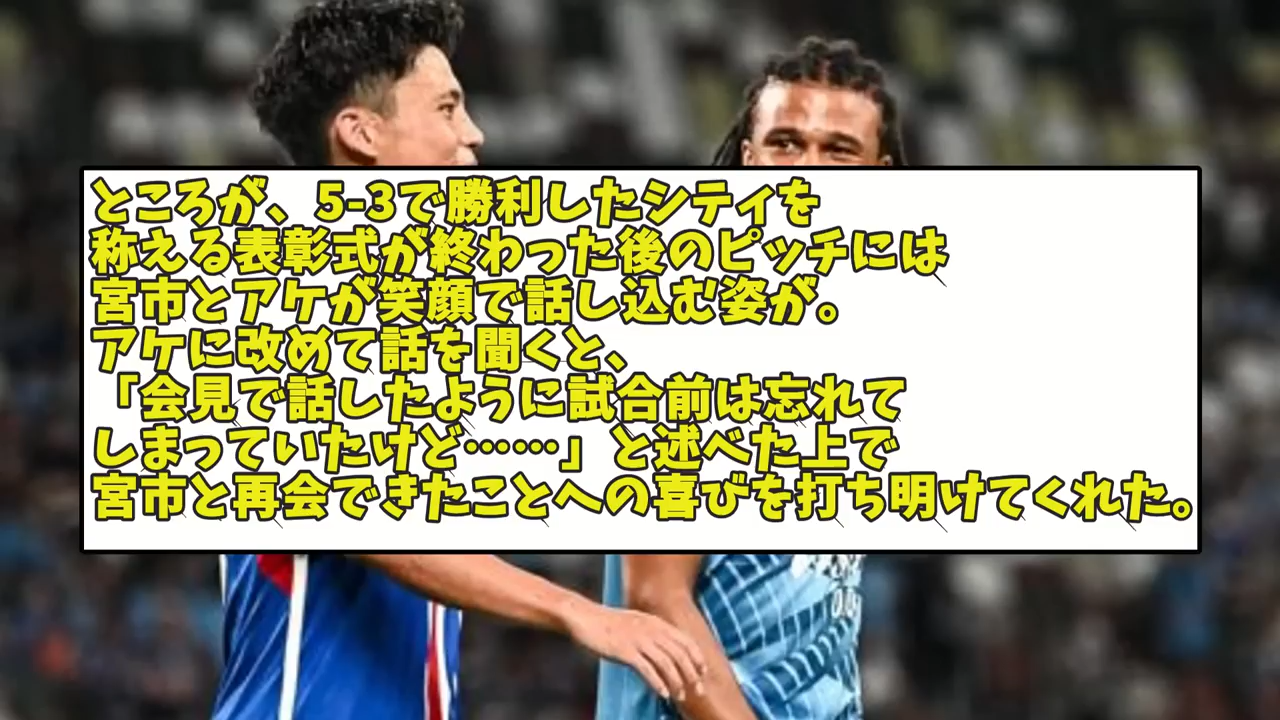 ところが、5-3で勝利したシティを
称える表彰式が終わった後のピッチには
宮市とアケが笑顔で話し込む姿が。
アケに改めて話を聞くと、
「会見で話したように試合前は忘れて
しまっていたけど……」と述べた上で
宮市と再会できたことへの喜びを打ち明けてくれた。